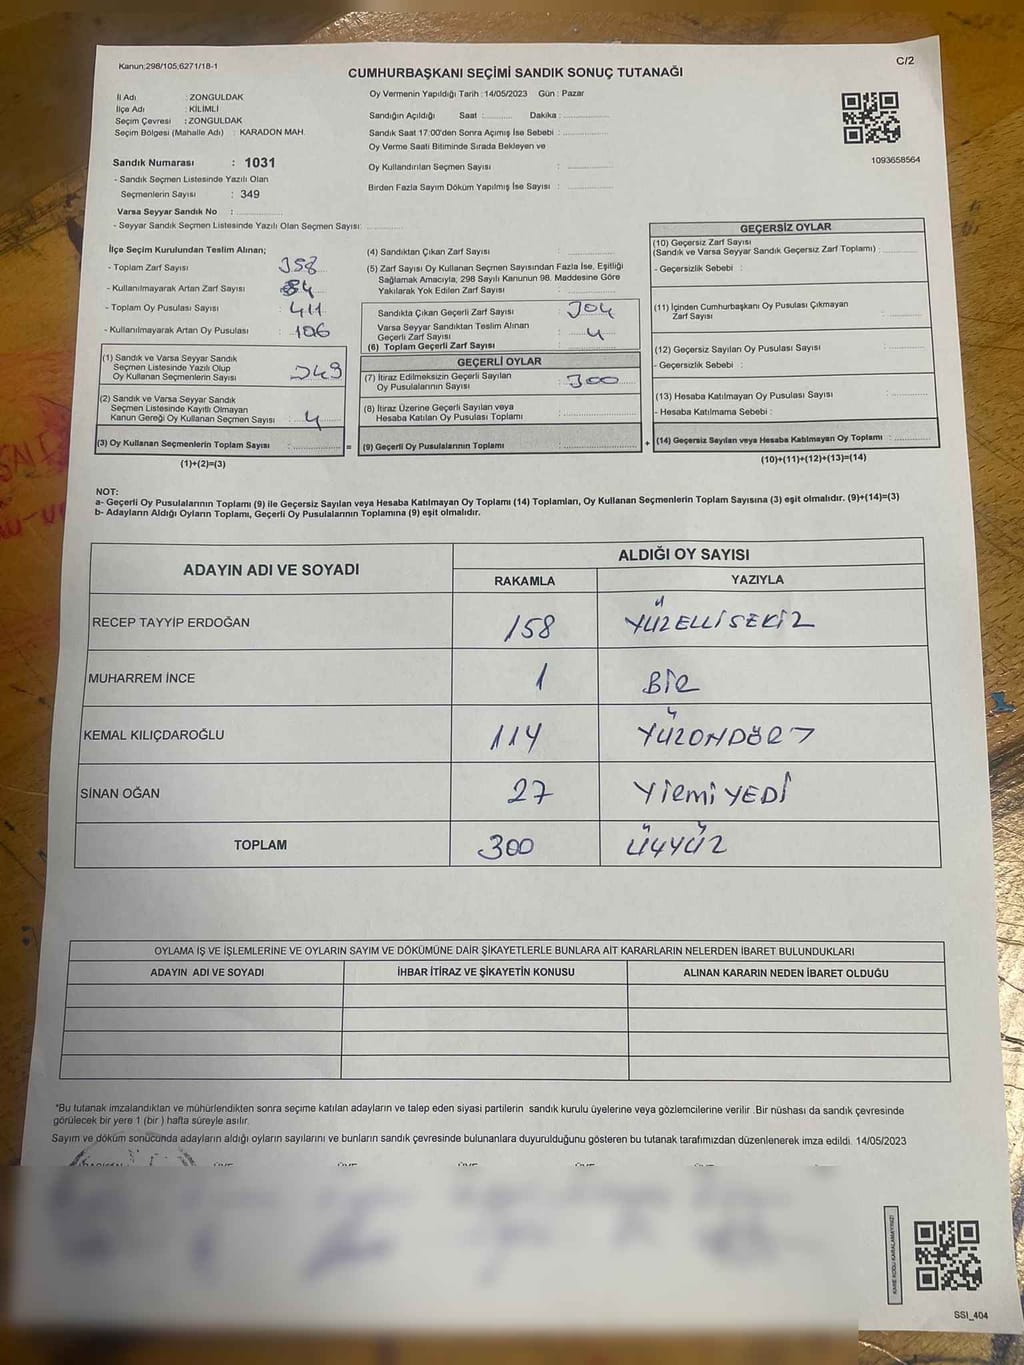 Kanun;298/105,6271/18-1
C/2
CUMHURBAŞKANI SEÇİMİ SANDIK SONUÇ TUTANAĞI
İl Adı : ZONGULDAK
İlçe Adı : KİLİMLİ
Seçim Çevresi : ZONGULDAK
Seçim Bölgesi (Mahalle Adı) : KARADON MAH.
Sandık Numarası : 1031
- Sandık Seçmen Listesinde Yazılı Olan
Seçmenlerin Sayısı : 349
Varsa Seyyar Sandık No :
- Seyyar Sandık Seçmen Listesinde Yazılı Olan Seçmen Sayısı:
Oy Vermenin Yapıldığı Tarih : 14/05/2023 Gün : Pazar
Sandığın Açıldığı Saat : Dakika :
Sandık Saat 17:00'den Sonra Açımış İse Sebebi :
Oy Verme Saati Bitiminde Sırada Bekleyen ve
Oy Kullandırılan Seçmen Sayısı :
Birden Fazla Sayım Döküm Yapılmış İse Sayısı :
1093658564
İlçe Seçim Kurulundan Teslim Alınan;
- Toplam Zarf Sayısı 358
- Kullanılmayarak Artan Zarf Sayısı 54
- Toplam Oy Pusulası Sayısı : 411
- Kullanılmayarak Artan Oy Pusulası : 106
(1) Sandık ve Varsa Seyyar Sandık
Seçmen Listesinde Yazılı Olup
Oy Kullanan Seçmenlerin Sayısı 349
(2) Sandık ve Varsa Seyyar Sandık
Seçmen Listesinde Kayıtlı Olmayan
Kanun Gereği Oy Kullanan Seçmen Sayısı : 4
(3) Oy Kullanan Seçmenlerin Toplam Sayısı : =
(1)+(2)=(3)
(4) Sandıktan Çıkan Zarf Sayısı :
(5) Zarf Sayısı Oy Kullanan Seçmen Sayısından Fazla İse, Eşitliği
Sağlamak Amacıyla, 298 Sayılı Kanunun 98. Maddesine Göre
Yakılarak Yok Edilen Zarf Sayısı :
Sandıkta Çıkan Geçerli Zarf Sayısı : 304
Varsa Seyyar Sandıktan Teslim Alınan
Geçerli Zarf Sayısı : 4
(6) Toplam Geçerli Zarf Sayısı :
GEÇERLİ OYLAR
(7) İtiraz Edilmeksizin Geçerli Sayılan
Oy Pusulalarının Sayısı : 300
(8) İtiraz Üzerine Geçerli Sayılan veya
Hesaba Katılan Oy Pusulası Toplamı :
(9) Geçerli Oy Pusulalarının Toplamı : +
GEÇERSİZ OYLAR
(10) Geçersiz Zarf Sayısı
(Sandık ve Varsa Seyyar Sandık Geçersiz Zarf Toplamı) :
- Geçersizlik Sebebi :
(11) İçinden Cumhurbaşkanı Oy Pusulası Çıkmayan
Zarf Sayısı :
(12) Geçersiz Sayılan Oy Pusulası Sayısı :
- Geçersizlik Sebebi :
(13) Hesaba Katılmayan Oy Pusulası Sayısı :
- Hesaba Katılmama Sebebi :
(14) Geçersiz Sayılan veya Hesaba Katılmayan Oy Toplamı :
(10)+(11)+(12)+(13)=(14)
NOT:
a- Geçerli Oy Pusulalarının Toplamı (9) ile Geçersiz Sayılan veya Hesaba Katılmayan Oy Toplamı (14) Toplamları, Oy Kullanan Seçmenlerin Toplam Sayısına (3) eşit olmalıdır. (9)+(14)=(3)
b- Adayların Aldığı Oyların Toplamı, Geçerli Oy Pusulalarının Toplamına (9) eşit olmalıdır.
ADAYIN ADI VE SOYADI ALDIĞI OY SAYISI
RAKAMLA YAZIYLA
RECEP TAYYİP ERDOĞAN 158 YÜZELLİSEKİZ
MUHARREM İNCE 1 BİR
KEMAL KILIÇDAROĞLU 114 YÜZONDÖRT
SİNAN OĞAN 27 YİRMİYEDİ
TOPLAM 300 ÜÇYÜZ
OYLAMA İŞ VE İŞLEMLERİNE VE OYLARIN SAYIM VE DÖKÜMÜNE DAİR ŞİKAYETLERLE BUNLARA AİT KARARLARIN NELERDEN İBARET BULUNDUKLARI
ADAYIN ADI VE SOYADI İHBAR İTİRAZ VE ŞİKAYETİN KONUSU ALINAN KARARIN NEDEN İBARET OLDUĞU
*Bu tutanak imzalandıktan ve mühürlendikten sonra seçime katılan adayların ve talep eden siyasi partilerin sandık kurulu üyelerine veya gözlemcilerine verilir .Bir nüshası da sandık çevresinde
görülecek bir yere 1 (bir ) hafta süreyle asılır.
Sayım ve döküm sonucunda adayların aldığı oyların sayılarını ve bunların sandık çevresinde bulunanlara duyurulduğunu gösteren bu tutanak tarafımızdan düzenlenerek imza edildi. 14/05/2023
KARE KODU KARALAMAYINIZ!
SSI_404